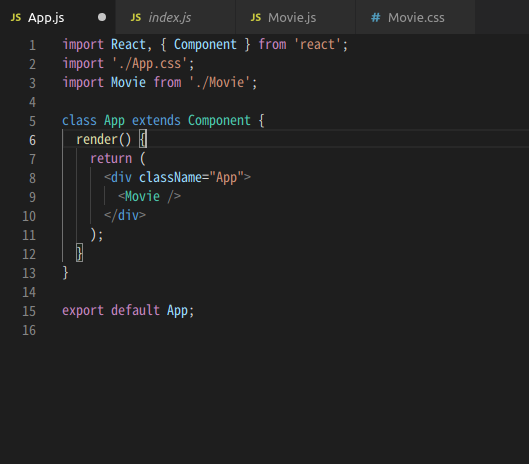 JS App.js JS index.js JS Movie.js # Movie.css
1 import React, { Component } from 'react';
2 import './App.css';
3 import Movie from './Movie';
4
5 class App extends Component {
6   render() {
7     return (
8       <div className="App">
9         <Movie />
10       </div>
11     );
12   }
13 }
14
15 export default App;
16